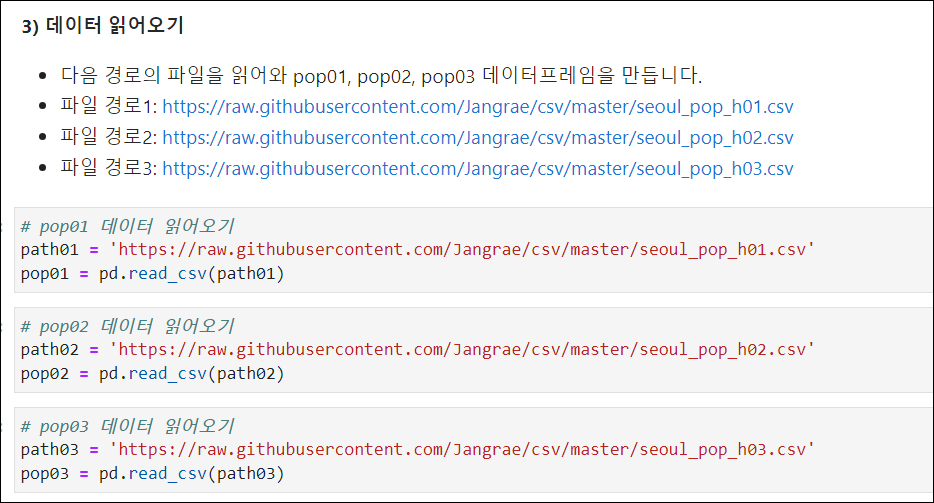 3) 데이터 읽어오기
• 다음 경로의 파일을 읽어와 pop01, pop02, pop03 데이터프레임을 만듭니다.
• 파일 경로1: https://raw.githubusercontent.com/Jangrae/csv/master/seoul_pop_h01.csv
• 파일 경로2: https://raw.githubusercontent.com/Jangrae/csv/master/seoul_pop_h02.csv
• 파일 경로3: https://raw.githubusercontent.com/Jangrae/csv/master/seoul_pop_h03.csv
# pop01 데이터 읽어오기
path01 = 'https://raw.githubusercontent.com/Jangrae/csv/master/seoul_pop_h01.csv'
pop01 = pd.read_csv(path01)
# pop02 데이터 읽어오기
path02 = 'https://raw.githubusercontent.com/Jangrae/csv/master/seoul_pop_h02.csv'
pop02 = pd.read_csv(path02)
# pop03 데이터 읽어오기
path03 = 'https://raw.githubusercontent.com/Jangrae/csv/master/seoul_pop_h03.csv'
pop03 = pd.read_csv(path03)